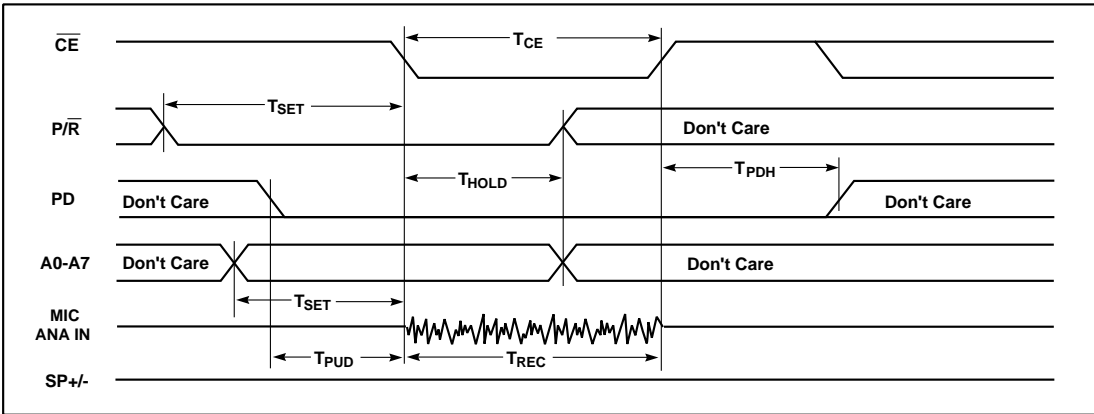 C̅E̅ T_CE
T_SET
P/R̅ Don't Care
T_HOLD T_PDH
PD Don't Care Don't Care
A0-A7 Don't Care Don't Care
T_SET
MIC
ANA IN
T_PUD T_REC
SP+/-